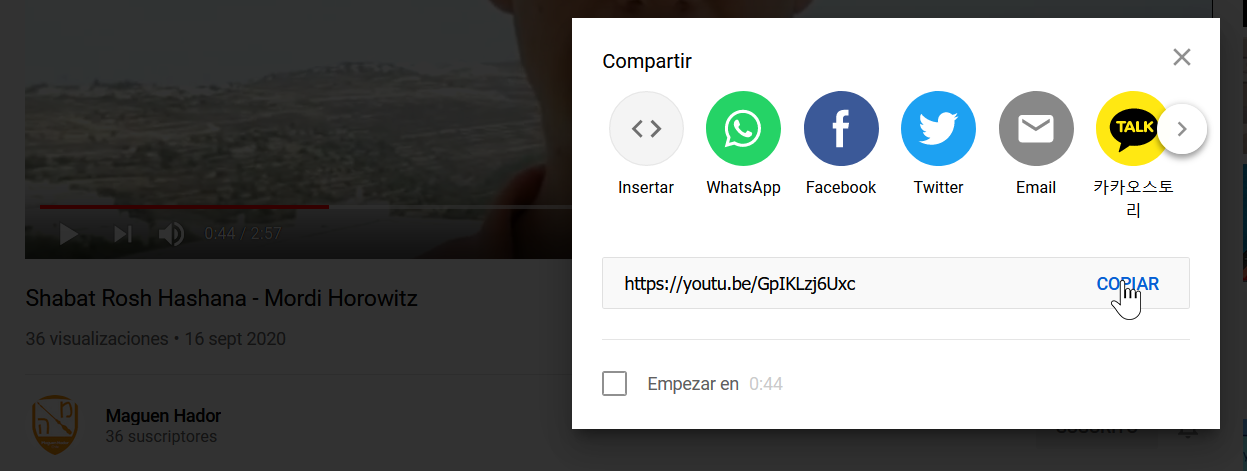 Compartir
TALK
Insertar
WhatsApp
Facebook
Twitter
Email
카카오스토
리
0:44 / 2:57
https://youtu.be/GpIKLzj6Uxc
COPIAR
Shabat Rosh Hashana - Mordi Horowitz
36 visualizaciones • 16 sept 2020
Empezar en 0:44
Maguen Hador
36 suscriptores